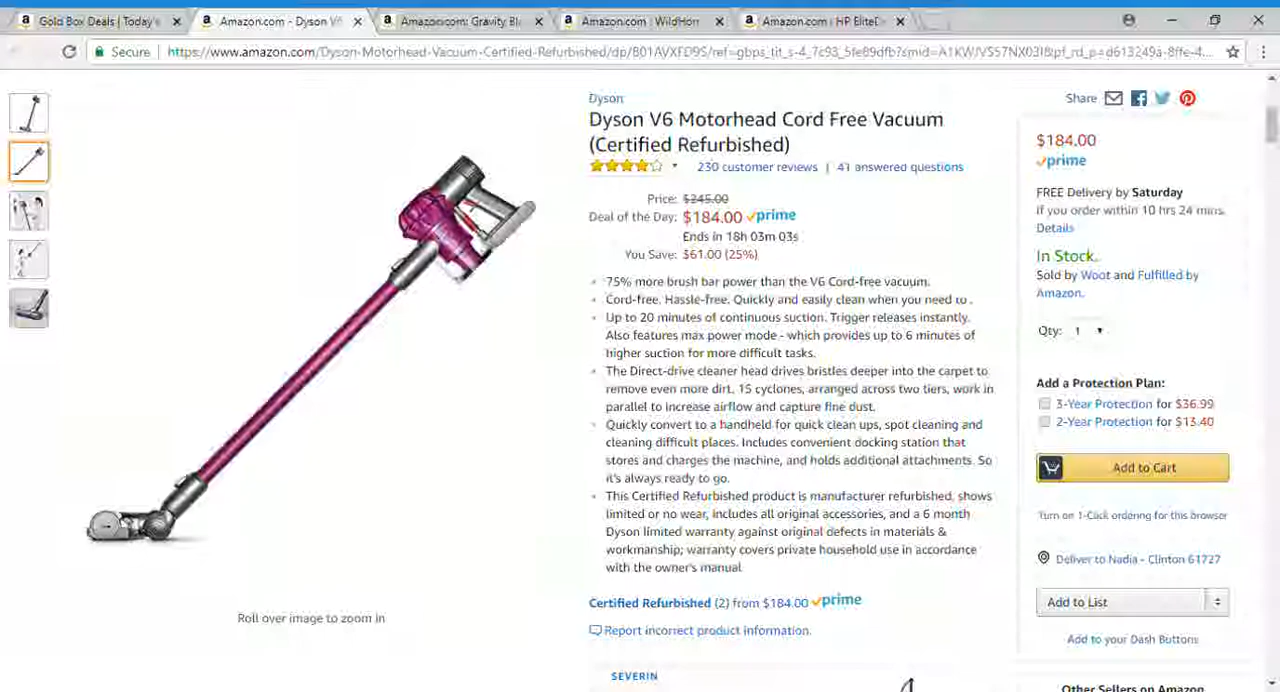 Gold Box Deals | Today's
Amazon.com - Dyson V6
Amazon.com: Gravity Bla
Amazon.com : WildHorn
Amazon.com : HP EliteD
Secure
https://www.amazon.com/Dyson-Motorhead-Vacuum-Certified-Refurbished/dp/B01AVXFD9S/ref=gbps_tit_s-4_7c93_5fe89dfb?smid=A1KWJVS57NX03I&pf_rd_p=d613249a-8ffe-4...
Dyson
Dyson V6 Motorhead Cord Free Vacuum
(Certified Refurbished)
230 customer reviews | 41 answered questions
Price: $245.00
Deal of the Day: $184.00 prime
Ends in 18h 03m 03s
You Save: $61.00 (25%)
75% more brush bar power than the V6 Cord-free vacuum.
Cord-free. Hassle-free. Quickly and easily clean when you need to .
Up to 20 minutes of continuous suction. Trigger releases instantly.
Also features max power mode - which provides up to 6 minutes of
higher suction for more difficult tasks.
The Direct-drive cleaner head drives bristles deeper into the carpet to
remove even more dirt. 15 cyclones, arranged across two tiers, work in
parallel to increase airflow and capture fine dust.
Quickly convert to a handheld for quick clean ups, spot cleaning and
cleaning difficult places. Includes convenient docking station that
stores and charges the machine, and holds additional attachments. So
it's always ready to go.
This Certified Refurbished product is manufacturer refurbished, shows
limited or no wear, includes all original accessories, and a 6 month
Dyson limited warranty against original defects in materials &
workmanship; warranty covers private household use in accordance
with the owner's manual
Certified Refurbished (2) from $184.00 prime
Report incorrect product information.
SEVERIN
Roll over image to zoom in
Share
$184.00
prime
FREE Delivery by Saturday
if you order within 10 hrs 24 mins.
Details
In Stock.
Sold by Woot and Fulfilled by
Amazon.
Qty: 1
Add a Protection Plan:
3-Year Protection for $36.99
2-Year Protection for $13.40
Add to Cart
Turn on 1-Click ordering for this browser
Deliver to Nadia - Clinton 61727
Add to List
Add to your Dash Buttons
Other Sellers on Amazon